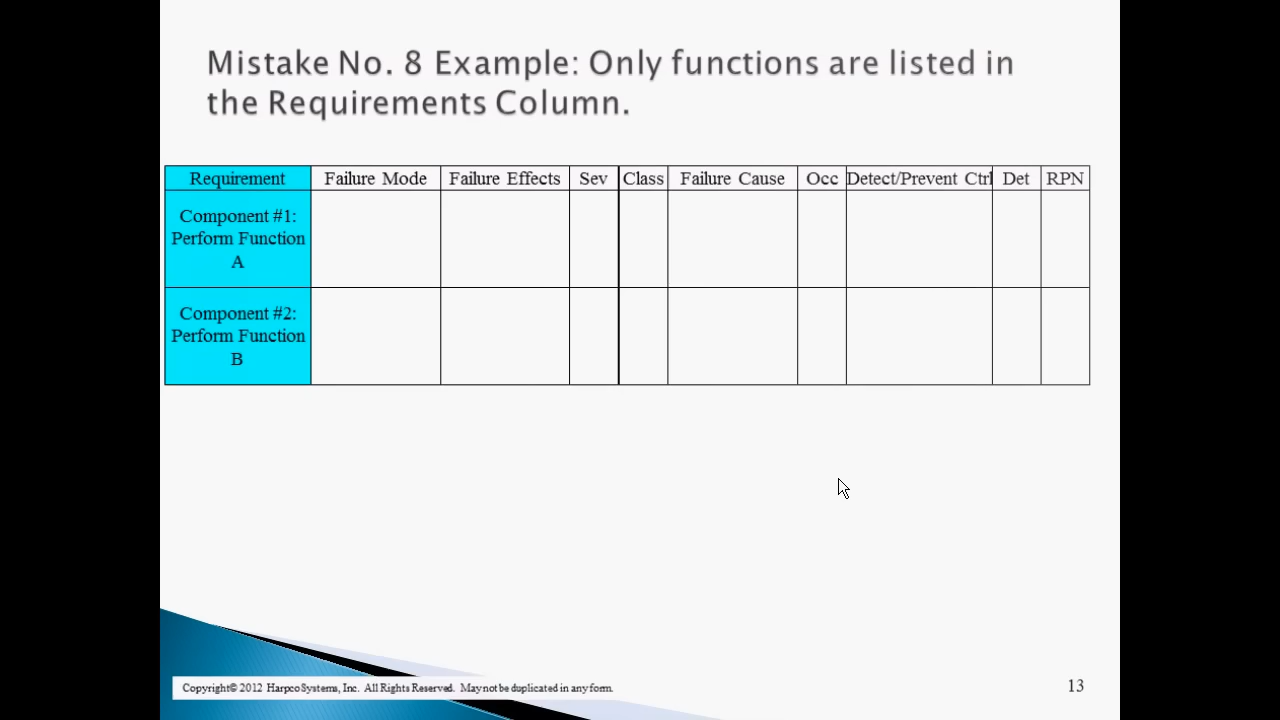 Mistake No. 8 Example: Only functions are listed in
the Requirements Column.
Requirement Failure Mode Failure Effects Sev Class Failure Cause Occ Detect/Prevent Ctrl Det RPN
Component #1:
Perform Function
A
Component #2:
Perform Function
B
Copyright© 2012 Harpco Systems, Inc. All Rights Reserved. May not be duplicated in any form.
13